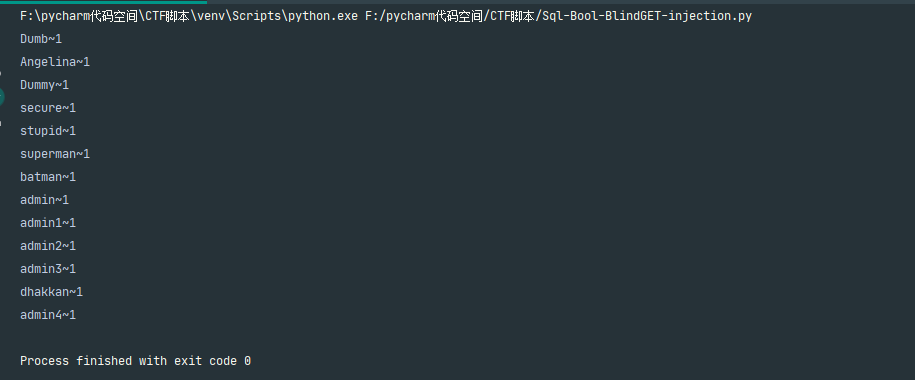 F:\pycharm代码空间\CTF脚本\venv\Scripts\python.exe F:/pycharm代码空间/CTF脚本/Sql-Bool-BlindGET-injection.py
Dumb~1
Angelina~1
Dummy~1
secure~1
stupid~1
superman~1
batman~1
admin~1
admin1~1
admin2~1
admin3~1
dhakkan~1
admin4~1
Process finished with exit code 0